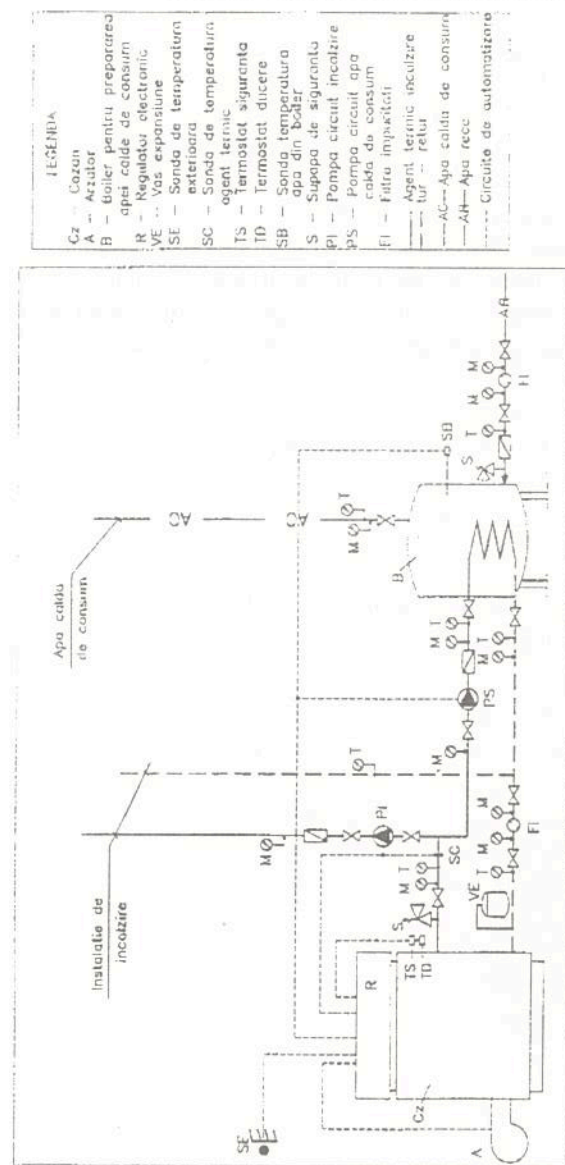 LEGENDA
Cz - Cazan
A - Arzator
B - Boiler pentru prepararea
apei calde de consum
R - Regulator electronic
VE - Vas expansiune
SE - Sonda de temperatura
exterioara
SC - Sonda de temperatura
agent termic
TS - Termostat siguranta
TD - Termostat ducere
SB - Sonda temperatura
apa din boiler
S - Supapa de siguranta
PI - Pompa circuit incalzire
PS - Pompa circuit apa
calda de consum
FI - Filtru impuritati
Agent termic incalzire
tur - retur
AC - Apa calda de consum
AR - Apa rece
Circuite de automatizare
Instalatie de
incalzire
Apa calda
de consum
SE
A
Cz
R
TS
TD
S
M
T
VE
T
M
M
FI
SC
PI
M
T
M
PS
M
T
M
T
B
M
T
AC
AC
SB
S
T
M
M
FI
AR